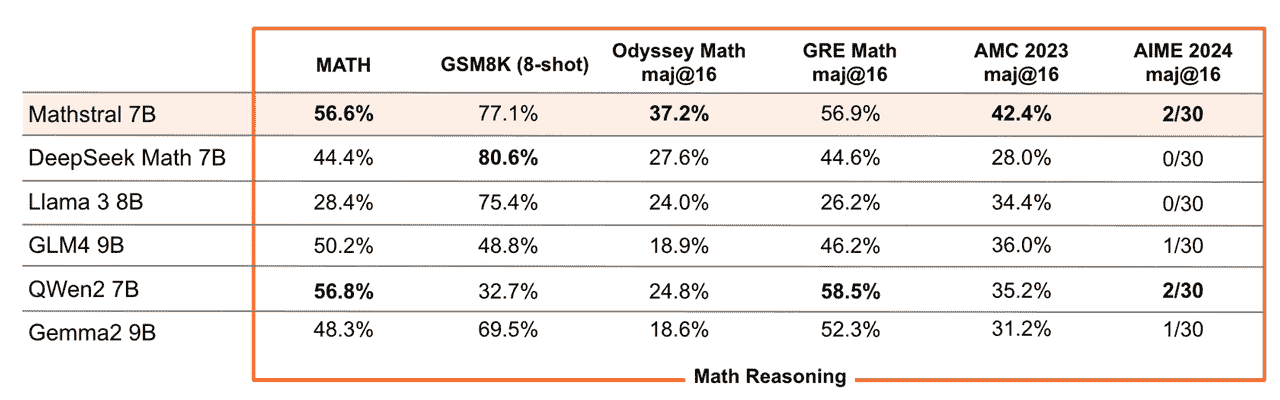 MATH GSM8K (8-shot) Odyssey Math maj@16 GRE Math maj@16 AMC 2023 maj@16 AIME 2024 maj@16
Mathstral 7B 56.6% 77.1% 37.2% 56.9% 42.4% 2/30
DeepSeek Math 7B 44.4% 80.6% 27.6% 44.6% 28.0% 0/30
Llama 3 8B 28.4% 75.4% 24.0% 26.2% 34.4% 0/30
GLM4 9B 50.2% 48.8% 18.9% 46.2% 36.0% 1/30
QWen2 7B 56.8% 32.7% 24.8% 58.5% 35.2% 2/30
Gemma2 9B 48.3% 69.5% 18.6% 52.3% 31.2% 1/30
Math Reasoning